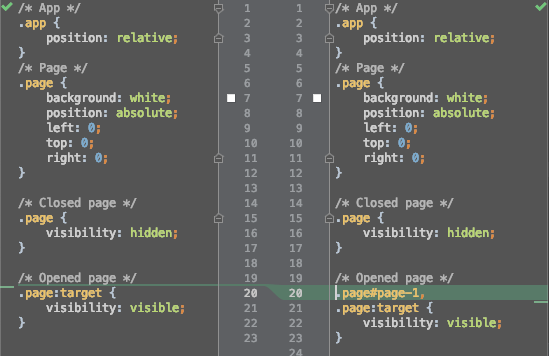 /* App */ 1 1 /* App */
.app { 2 2 .app {
position: relative; 3 3 position: relative;
} 4 4 }
/* Page */ 5 5 /* Page */
.page { 6 6 .page {
background: white; 7 7 background: white;
position: absolute; 8 8 position: absolute;
left: 0; 9 9 left: 0;
top: 0; 10 10 top: 0;
right: 0; 11 11 right: 0;
} 12 12 }
13 13
/* Closed page */ 14 14 /* Closed page */
.page { 15 15 .page {
visibility: hidden; 16 16 visibility: hidden;
} 17 17 }
18 18
/* Opened page */ 19 19 /* Opened page */
.page:target { 20 20 .page#page-1,
visibility: visible; 21 21 .page:target {
} 22 22 visibility: visible;
23 23 }
24